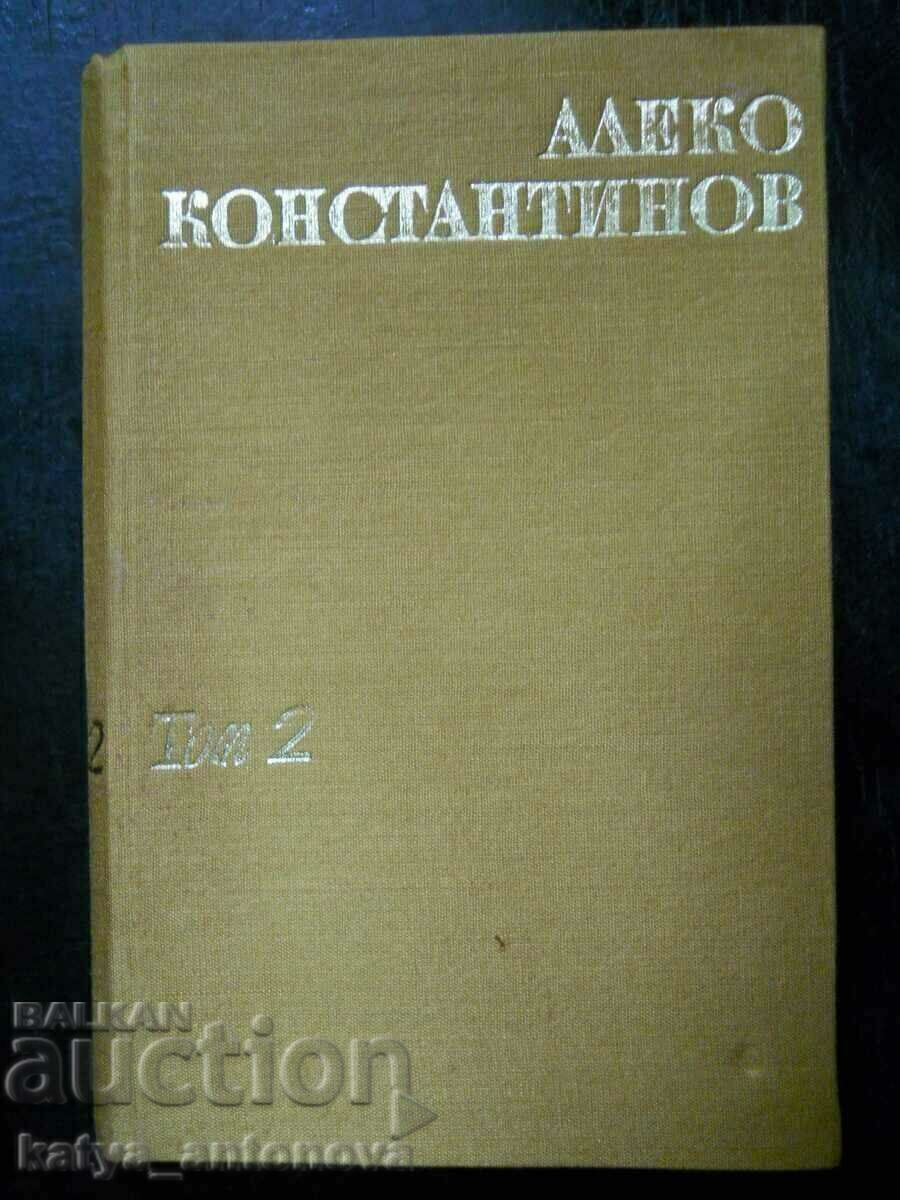 АЛЕКО
КОНСТАНТИНОВ
Том 2
2
BALKAN
auction
katya_antonova